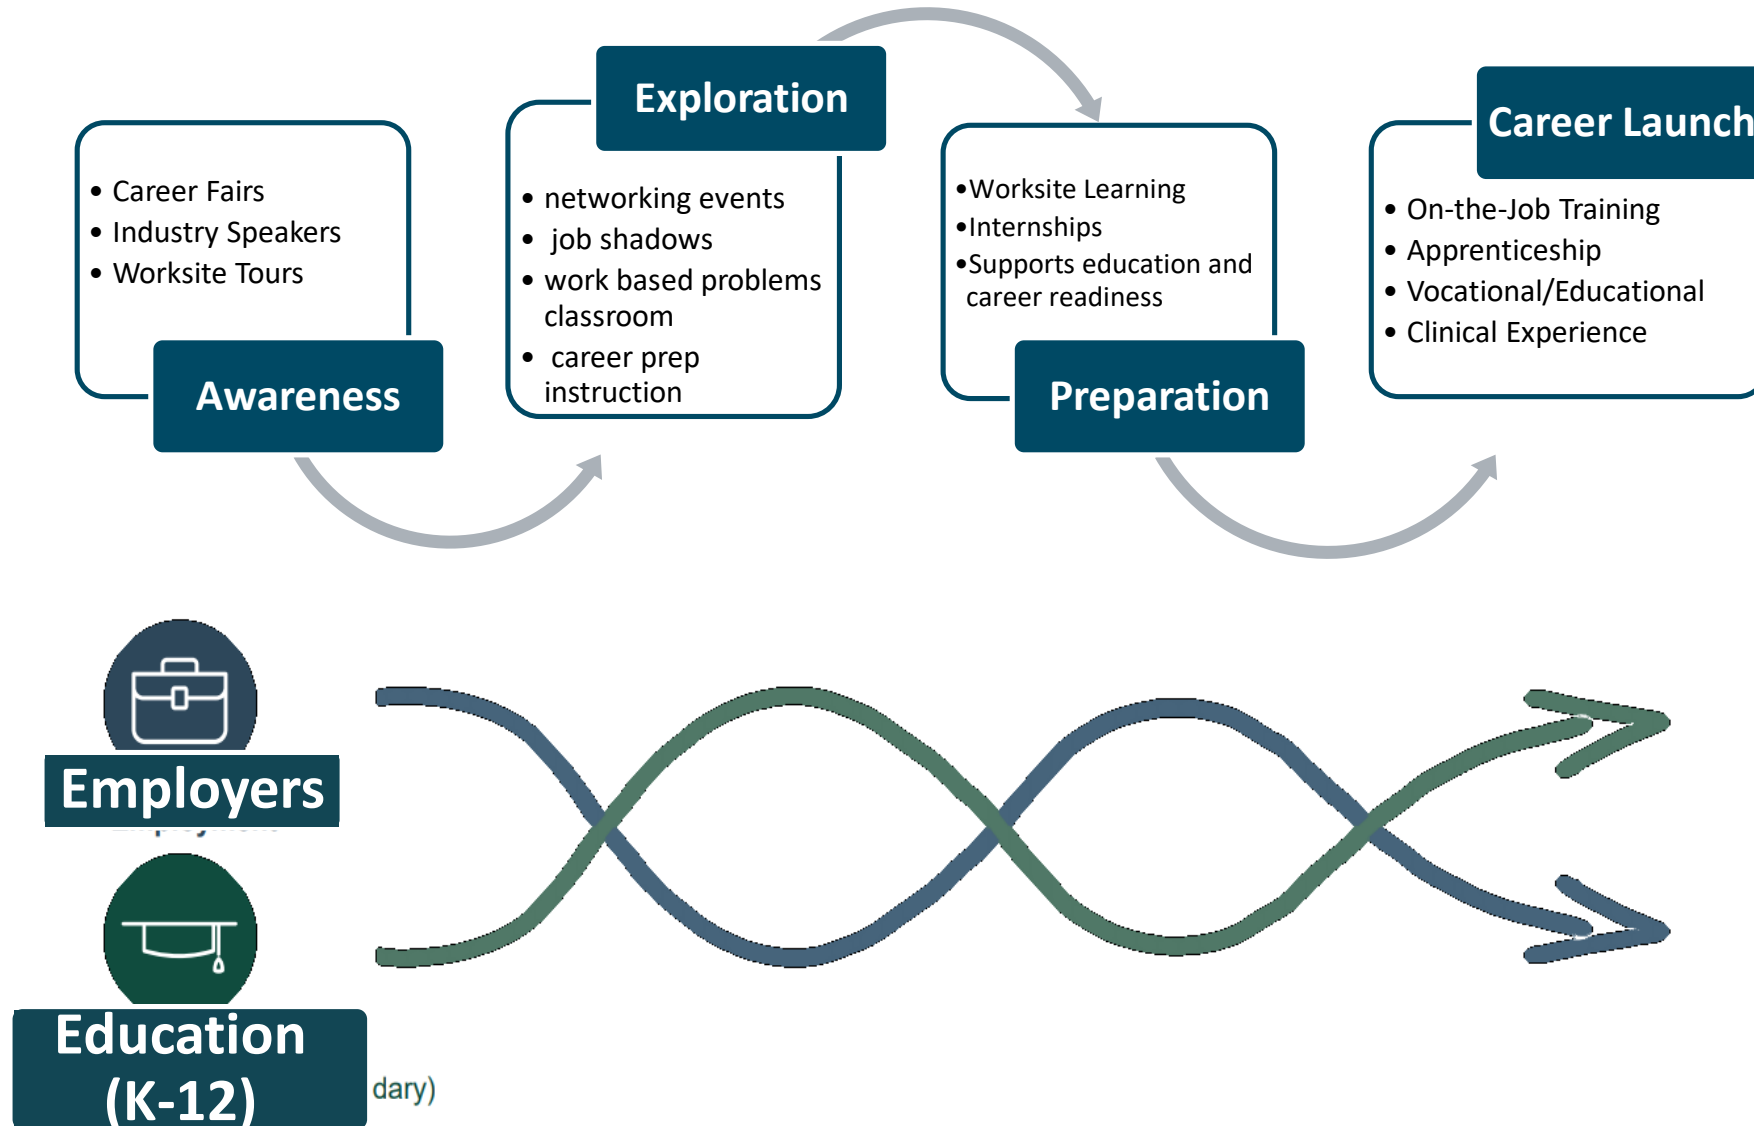 • Career Fairs
• Industry Speakers
• Worksite Tours
Awareness
Exploration
• networking events
• job shadows
• work based problems
classroom
• career prep
instruction
•Worksite Learning
•Internships
•Supports education and
career readiness
Preparation
Career Launch
• On-the-Job Training
• Apprenticeship
• Vocational/Educational
• Clinical Experience
Employers
Education
(K-12)
dary)